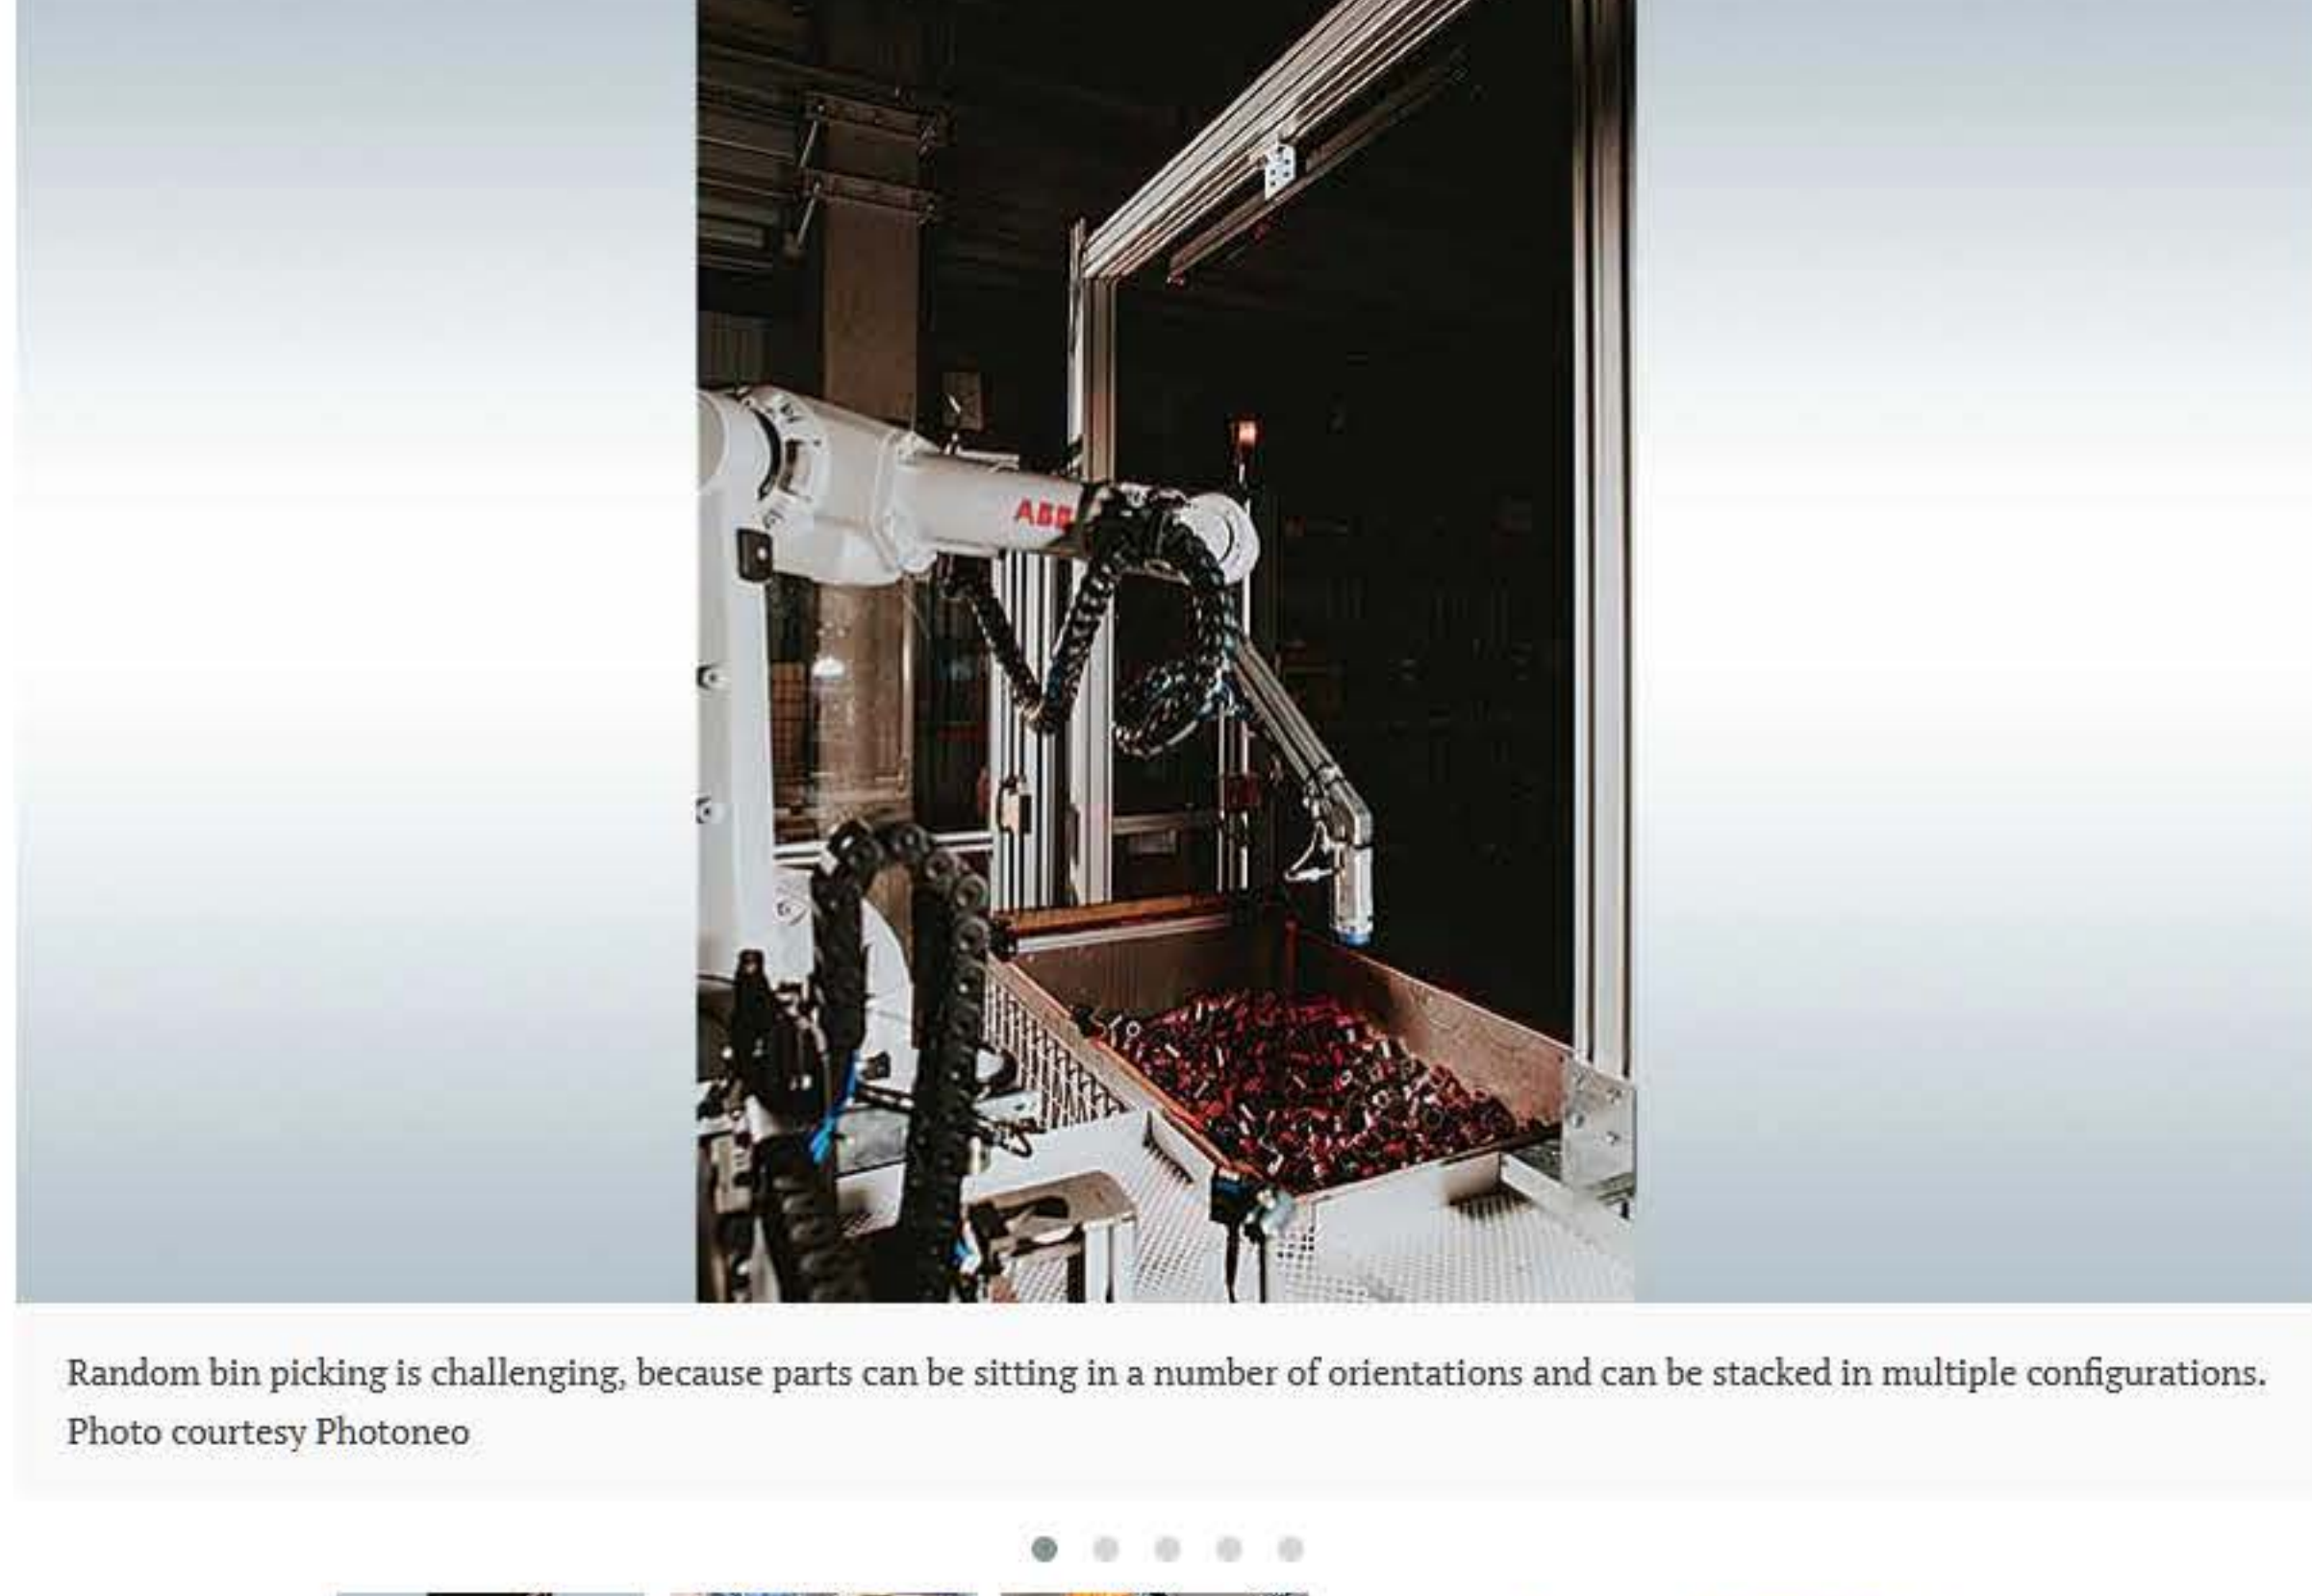 ABB
Random bin picking is challenging, because parts can be sitting in a number of orientations and can be stacked in multiple configurations.
Photo courtesy Photoneo